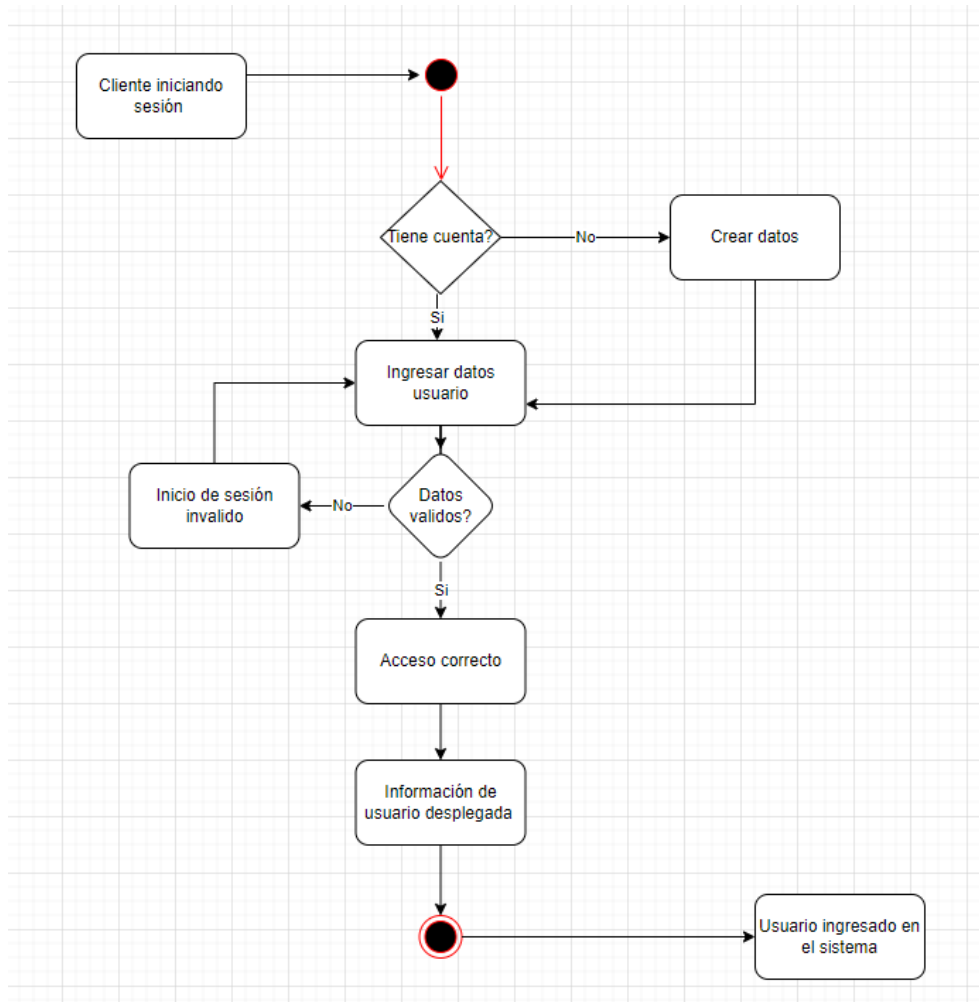 Cliente iniciando
sesión
Tiene cuenta?
No
Crear datos
Si
Ingresar datos
usuario
Inicio de sesión
invalido
No
Datos
validos?
Si
Acceso correcto
Información de
usuario desplegada
Usuario ingresado en
el sistema